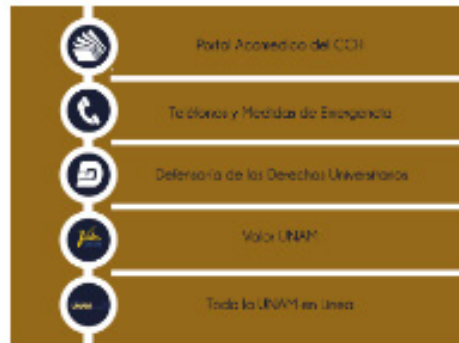 Portal Academico del CCH
Teléfonos y Medidas de Emergencia
Defensoría de los Derechos Universitarios
Valor UNAM
Toda la UNAM en Línea